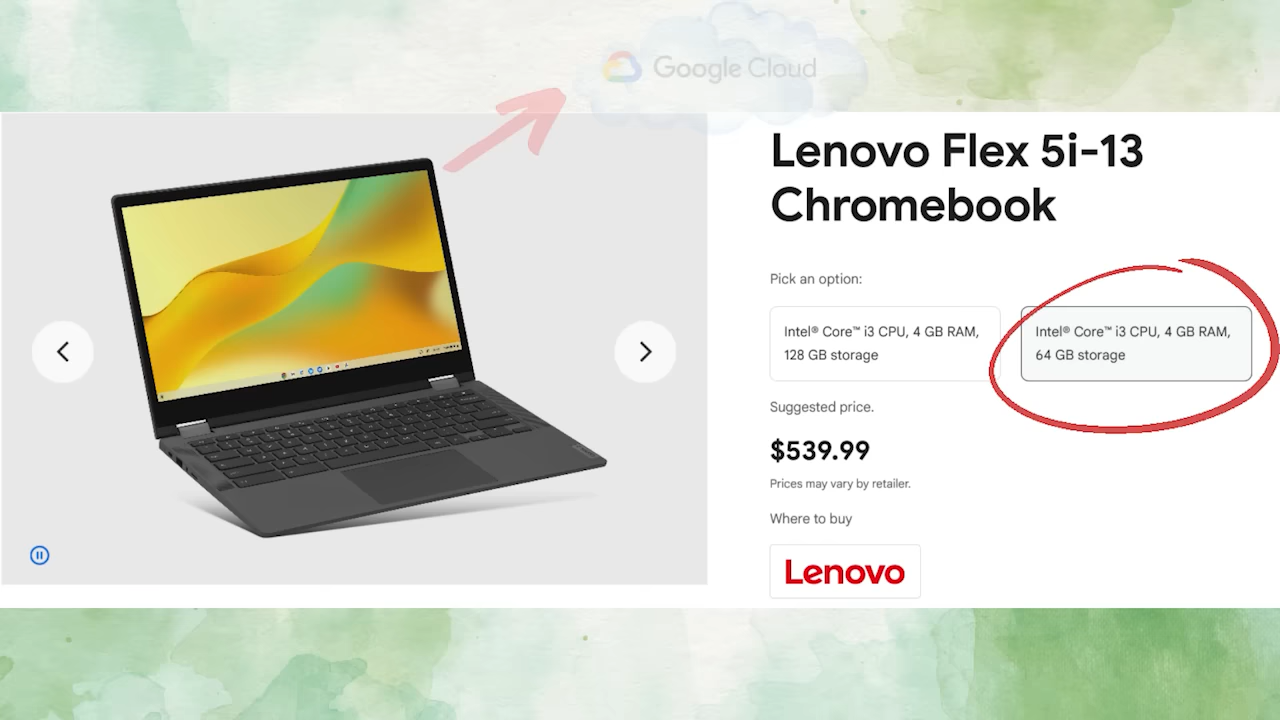 Google Cloud
Lenovo Flex 5i-13
Chromebook
Pick an option:
Intel® Core™ i3 CPU, 4 GB RAM,
128 GB storage
Intel® Core™ i3 CPU, 4 GB RAM,
64 GB storage
Suggested price.
$539.99
Prices may vary by retailer.
Where to buy
Lenovo